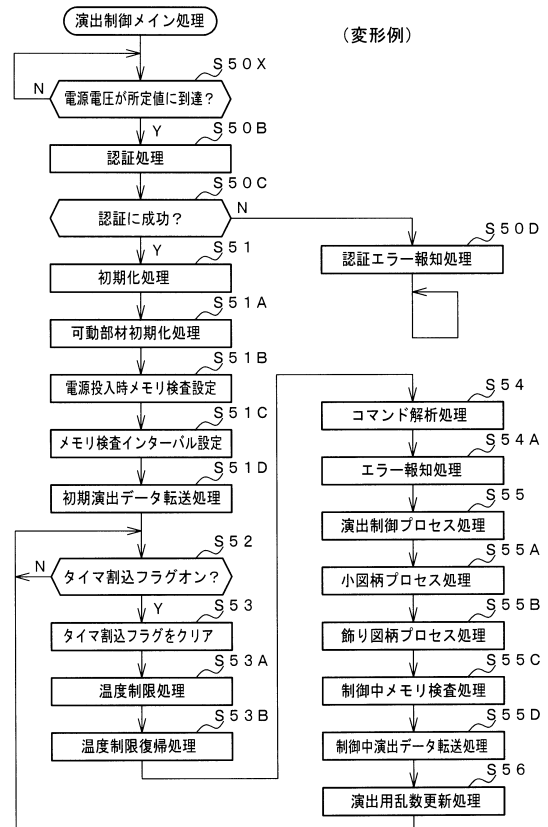 演出制御メイン処理
(変形例)
S50X
電源電圧が所定値に到達?
N
Y
S50B
認証処理
S50C
認証に成功?
N
Y
S50D
認証エラー報知処理
S51
初期化処理
S51A
可動部材初期化処理
S51B
電源投入時メモリ検査設定
S51C
メモリ検査インターバル設定
S51D
初期演出データ転送処理
S52
タイマ割込フラグオン?
N
Y
S53
タイマ割込フラグをクリア
S53A
温度制限処理
S53B
温度制限復帰処理
S54
コマンド解析処理
S54A
エラー報知処理
S55
演出制御プロセス処理
S55A
小図柄プロセス処理
S55B
飾り図柄プロセス処理
S55C
制御中メモリ検査処理
S55D
制御中演出データ転送処理
S56
演出用乱数更新処理